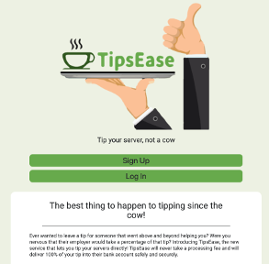 TipsEase
Tip your server, not a cow
Sign Up
Log In
The best thing to happen to tipping since the
cow!
Ever wanted to leave a tip for someone that went above and beyond helping you? Were you
nervous that their employer would take a percentage of that tip? Introducing TipsEase, the new
service that lets you tip your servers directly! TipsEase will never take a processing fee and will
deliver 100% of your tip into their bank account safely and securely.